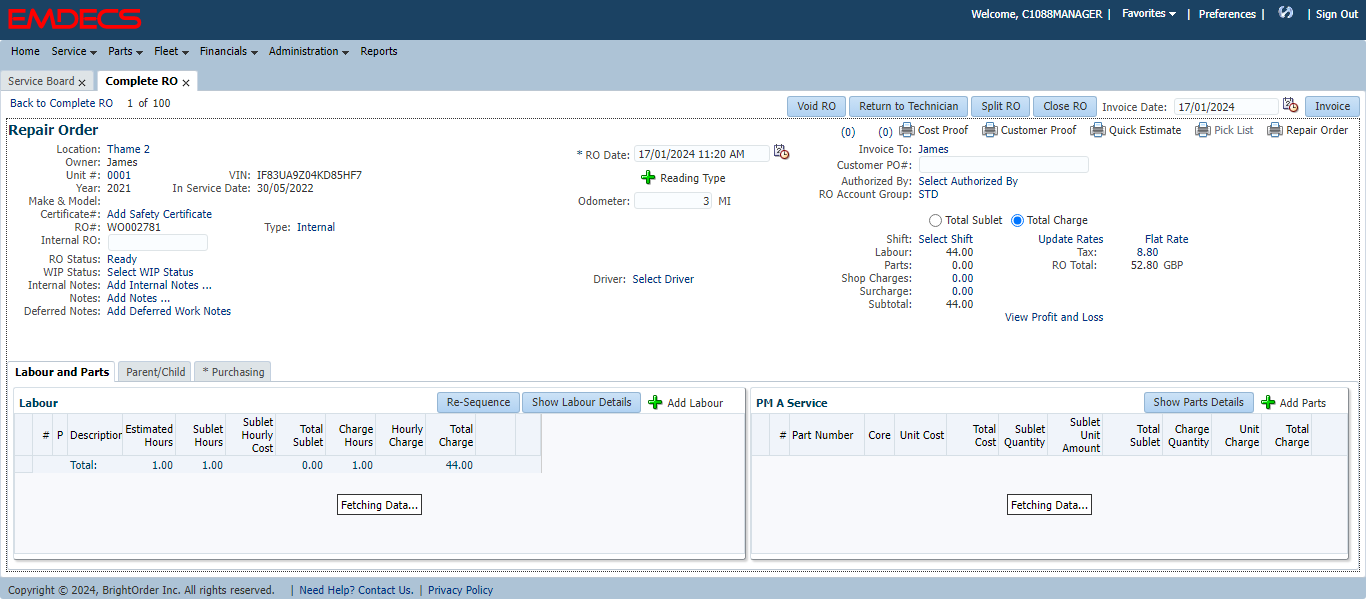 EMDECS
Welcome, C1088MANAGER | Favorites | Preferences | | Sign Out
Home Service Parts Fleet Financials Administration Reports
Service Board x Complete RO x
Back to Complete RO 1 of 100
Void RO Return to Technician Split RO Close RO Invoice Date: 17/01/2024 Invoice
Repair Order
(0) (0) Cost Proof Customer Proof Quick Estimate Pick List Repair Order
Location: Thame 2
Owner: James
Unit #: 0001 VIN: IF83UA9Z04KD85HF7
Year: 2021 In Service Date: 30/05/2022
Make & Model:
Certificate#: Add Safety Certificate
RO#: WO002781 Type: Internal
Internal RO:
RO Status: Ready
WIP Status: Select WIP Status
Internal Notes: Add Internal Notes ...
Notes: Add Notes ...
Deferred Notes: Add Deferred Work Notes
* RO Date: 17/01/2024 11:20 AM
Reading Type
Odometer: 3 MI
Driver: Select Driver
Invoice To: James
Customer PO#:
Authorized By: Select Authorized By
RO Account Group: STD
Total Sublet Total Charge
Shift: Select Shift Update Rates Flat Rate
Labour: 44.00 Tax: 8.80
Parts: 0.00 RO Total: 52.80 GBP
Shop Charges: 0.00
Surcharge: 0.00
Subtotal: 44.00
View Profit and Loss
Labour and Parts Parent/Child * Purchasing
Labour Re-Sequence Show Labour Details Add Labour
# P Description Estimated Hours Sublet Hours Sublet Hourly Cost Total Sublet Charge Hours Hourly Charge Total Charge
Total: 1.00 1.00 0.00 1.00 44.00
Fetching Data...
PM A Service Show Parts Details Add Parts
# Part Number Core Unit Cost Total Cost Sublet Quantity Sublet Unit Amount Total Sublet Charge Quantity Unit Charge Total Charge
Fetching Data...
Copyright © 2024, BrightOrder Inc. All rights reserved. | Need Help? Contact Us. | Privacy Policy